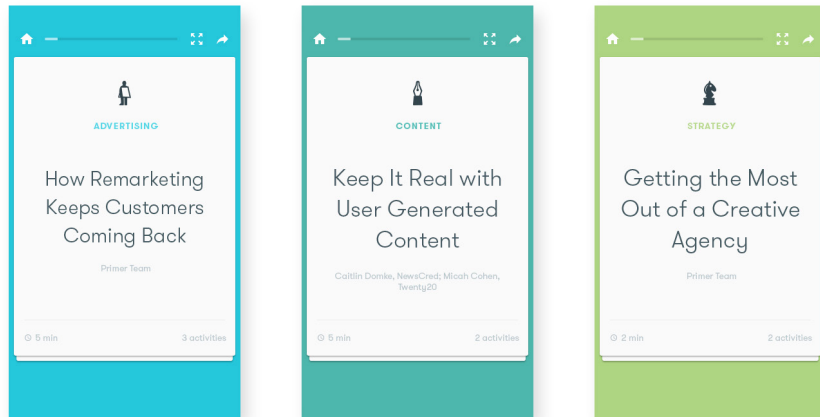 ADVERTISING
How Remarketing
Keeps Customers
Coming Back
Primer Team
5 min
3 activities
CONTENT
Keep It Real with
User Generated
Content
Caitlin Domke, NewsCred; Micah Cohen,
Twenty20
5 min
2 activities
STRATEGY
Getting the Most
Out of a Creative
Agency
Primer Team
2 min
2 activities